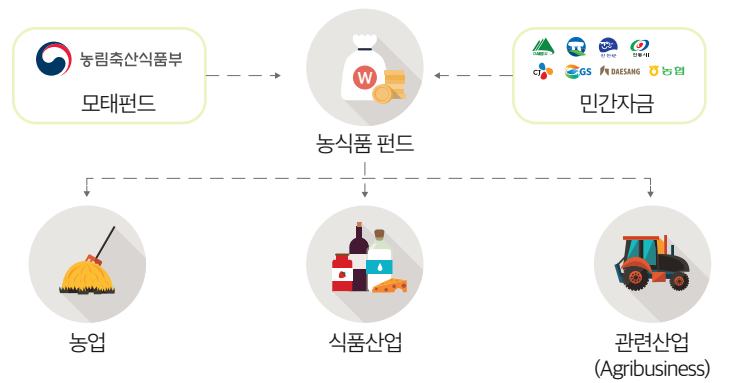 농림축산식품부
모태펀드
W
농식품 펀드
CJ
GS
DAESANG
농협
민간자금
농업
식품산업
관련산업
(Agribusiness)